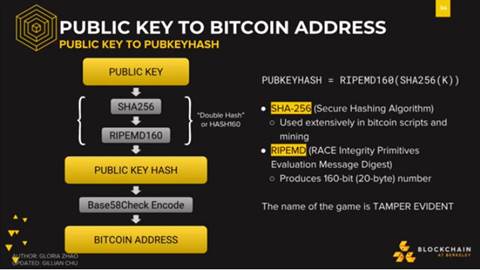 PUBLIC KEY TO BITCOIN ADDRESS
PUBLIC KEY TO PUBKEYHASH
PUBLIC KEY
SHA256
RIPEMD160
"Double Hash"
or HASH160
PUBLIC KEY HASH
Base58Check Encode
BITCOIN ADDRESS
PUBKEYHASH = RIPEMD160(SHA256(K))
● SHA-256 (Secure Hashing Algorithm)
○ Used extensively in bitcoin scripts and
mining
● RIPEMD (RACE Integrity Primitives
Evaluation Message Digest)
○ Produces 160-bit (20-byte) number
The name of the game is TAMPER EVIDENT
AUTHOR: GLORIA ZHAO
UPDATED: GILLIAN CHU
BLOCKCHAIN
AT BERKELEY